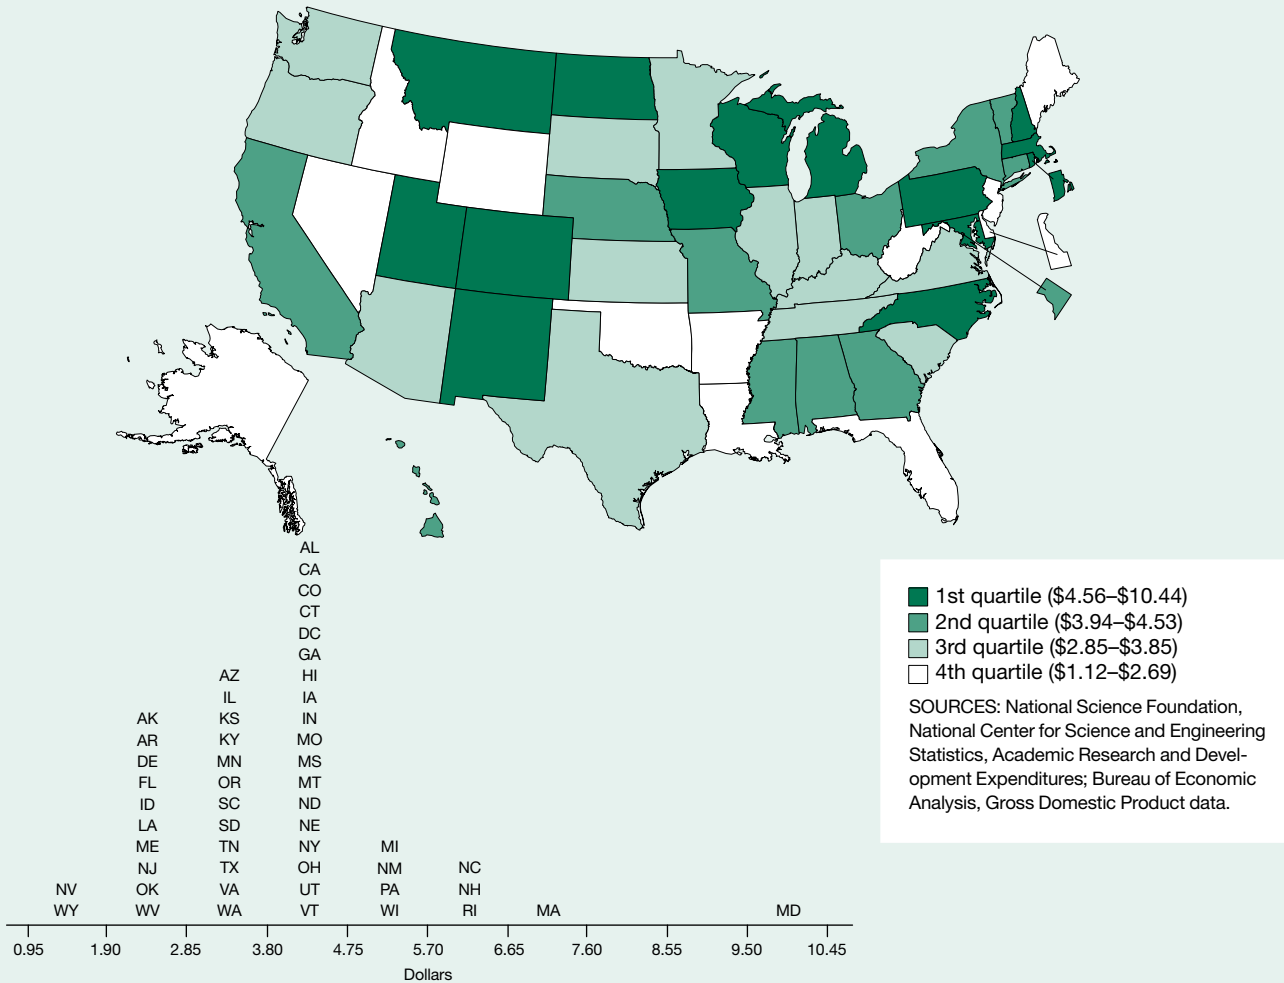 AL
CA
CO
CT
DC
GA
AZ HI
IL IA
AK KS IN
AR KY MO
DE MN MS
FL OR MT
ID SC ND
LA SD NE
ME TN NY MI
NJ TX OH NM NC
NV OK VA UT PA NH
WY WV WA VT WI RI MA MD
0.95 1.90 2.85 3.80 4.75 5.70 6.65 7.60 8.55 9.50 10.45
Dollars
1st quartile ($4.56–$10.44)
2nd quartile ($3.94–$4.53)
3rd quartile ($2.85–$3.85)
4th quartile ($1.12–$2.69)
SOURCES: National Science Foundation,
National Center for Science and Engineering
Statistics, Academic Research and Devel-
opment Expenditures; Bureau of Economic
Analysis, Gross Domestic Product data.